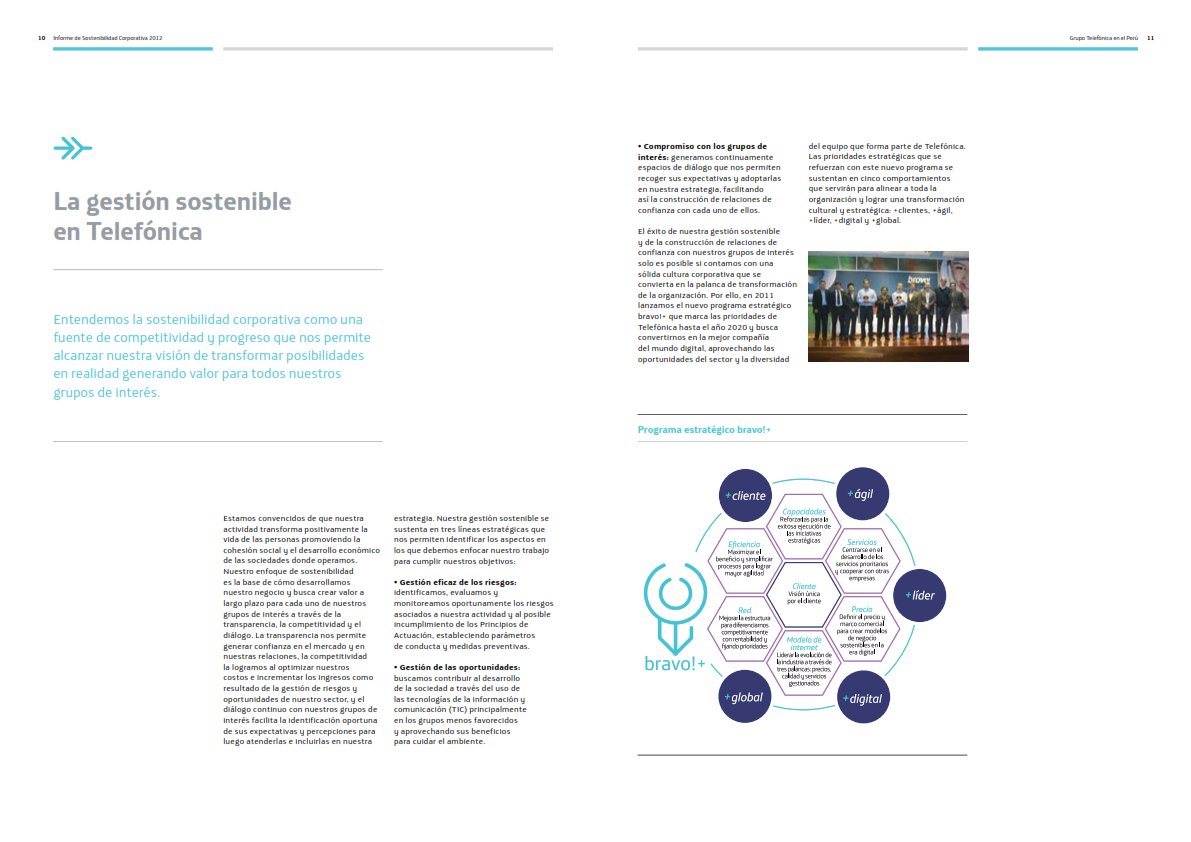 10 Informe de Sostenibilidad Corporativa 2012
La gestión sostenible
en Telefónica
Entendemos la sostenibilidad corporativa como una
fuente de competitividad y progreso que nos permite
alcanzar nuestra visión de transformar posibilidades
en realidad generando valor para todos nuestros
grupos de interés.
Estamos convencidos de que nuestra
actividad transforma positivamente la
vida de las personas promoviendo la
cohesión social y el desarrollo económico
de las sociedades donde operamos.
Nuestro enfoque de sostenibilidad
es la base de cómo desarrollamos
nuestro negocio y busca crear valor a
largo plazo para cada uno de nuestros
grupos de interés a través de la
transparencia, la competitividad y el
diálogo. La transparencia nos permite
generar confianza en el mercado y en
nuestras relaciones, la competitividad
la logramos al optimizar nuestros
costos e incrementar los ingresos como
resultado de la gestión de riesgos y
oportunidades de nuestro sector, y el
diálogo continuo con nuestros grupos de
interés facilita la identificación oportuna
de sus expectativas y percepciones para
luego atenderlas e incluirlas en nuestra
estrategia. Nuestra gestión sostenible se
sustenta en tres líneas estratégicas que
nos permiten identificar los aspectos en
los que debemos enfocar nuestro trabajo
para cumplir nuestros objetivos:
• Gestión eficaz de los riesgos:
identificamos, evaluamos y
monitoreamos oportunamente los riesgos
asociados a nuestra actividad y al posible
incumplimiento de los Principios de
Actuación, estableciendo parámetros
de conducta y medidas preventivas.
• Gestión de las oportunidades:
buscamos contribuir al desarrollo
de la sociedad a través del uso de
las tecnologías de la información y
comunicación (TIC) principalmente
en los grupos menos favorecidos
y aprovechando sus beneficios
para cuidar el ambiente.
Grupo Telefónica en el Perú 11
• Compromiso con los grupos de
interés: generamos continuamente
espacios de diálogo que nos permiten
recoger sus expectativas y adoptarlas
en nuestra estrategia, facilitando
así la construcción de relaciones de
confianza con cada uno de ellos.
El éxito de nuestra gestión sostenible
y de la construcción de relaciones de
confianza con nuestros grupos de interés
solo es posible si contamos con una
sólida cultura corporativa que se
convierta en la palanca de transformación
de la organización. Por ello, en 2011
lanzamos el nuevo programa estratégico
bravo!+ que marca las prioridades de
Telefónica hasta el año 2020 y busca
convertirnos en la mejor compañía
del mundo digital, aprovechando las
oportunidades del sector y la diversidad
del equipo que forma parte de Telefónica.
Las prioridades estratégicas que se
refuerzan con este nuevo programa se
sustentan en cinco comportamientos
que servirán para alinear a toda la
organización y lograr una transformación
cultural y estratégica: +clientes, +ágil,
+líder, +digital y +global.
Programa estratégico bravo!+
+cliente
+ágil
Capacidades
Reforzarlas para la
exitosa ejecución de
las iniciativas
estratégicas
Eficiencia
Maximizar el
beneficio y simplificar
procesos para lograr
mayor agilidad
Servicios
Centrarse en el
desarrollo de los
servicios prioritarios
y cooperar con otras
empresas
Cliente
Visión única
por el cliente
+líder
Red
Mejorar la estructura
para diferenciarnos
competitivamente
con rentabilidad y
fijando prioridades
Precio
Definir el precio y
marco comercial
para crear modelos
de negocio
sostenibles en la
era digital
Modelo de
internet
Liderar la evolución de
la industria a través de
tres palancas: precios,
calidad y servicios
gestionados
bravo!+
+global
+digital